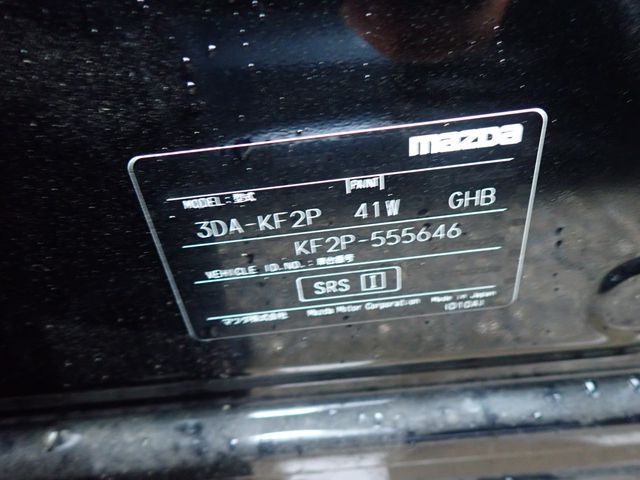 mazda
MODEL: 型式 PAINT
3DA-KF2P 41W GHB
KF2P-555646
VEHICLE ID.NO.: 車台番号
SRS II
マツダ株式会社 Mazda Motor Corporation Made in Japan